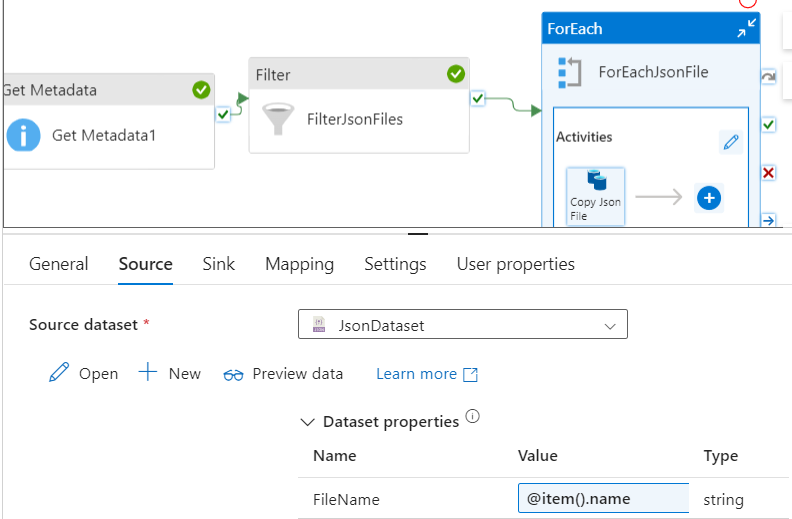 ForEach
Get Metadata
Filter
ForEachJsonFile
Get Metadata1
FilterJsonFiles
Activities
Copy Json
File
General Source Sink Mapping Settings User properties
Source dataset *
JsonDataset
Open New Preview data Learn more
Dataset properties
Name Value Type
FileName @item().name string